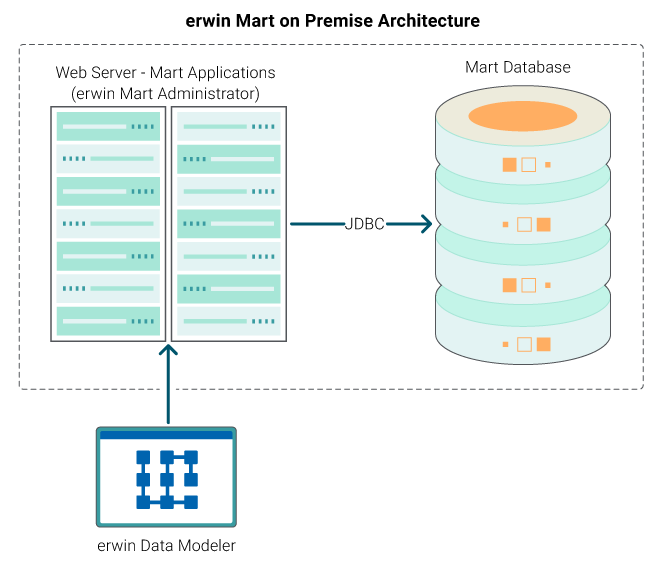 erwin Mart on Premise Architecture
Web Server - Mart Applications
(erwin Mart Administrator)
Mart Database
JDBC
erwin Data Modeler